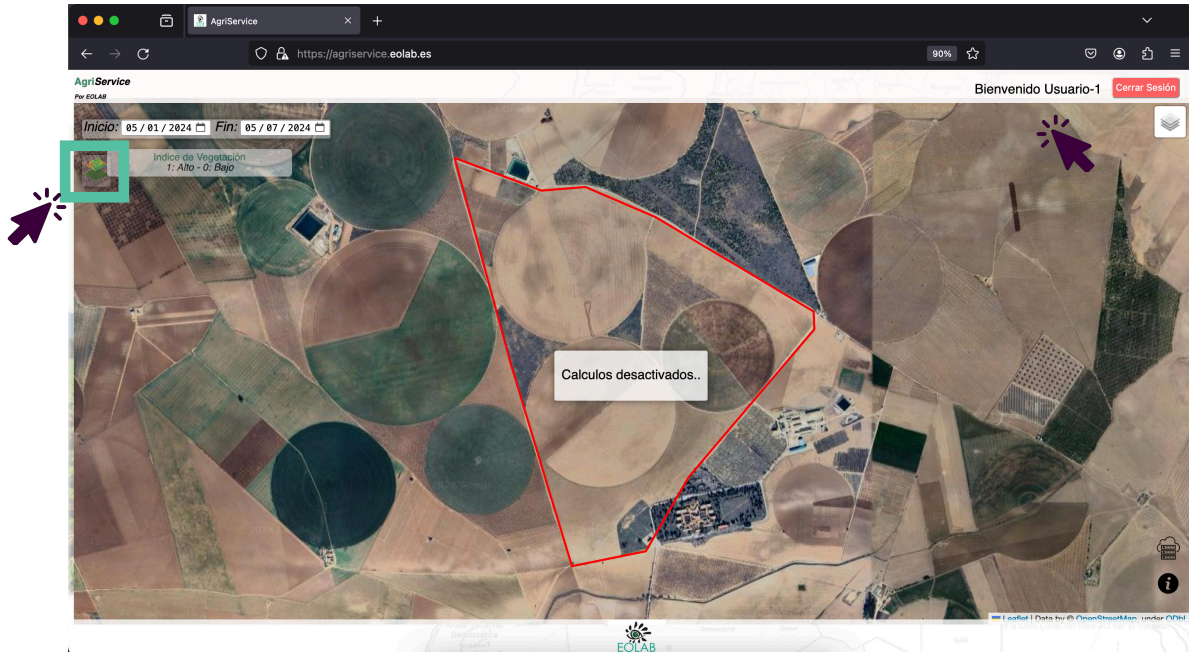 AgriService
https://agriservice.eolab.es
90%
AgriService
Por EOLAB
Bienvenido Usuario-1
Cerrar Sesión
Inicio: 05/01/2024 Fin: 05/07/2024
Indice de Vegetación
1: Alto - 0: Bajo
Calculos desactivados..
Leaflet | Data by © OpenStreetMap, under ODbL
EOLAB